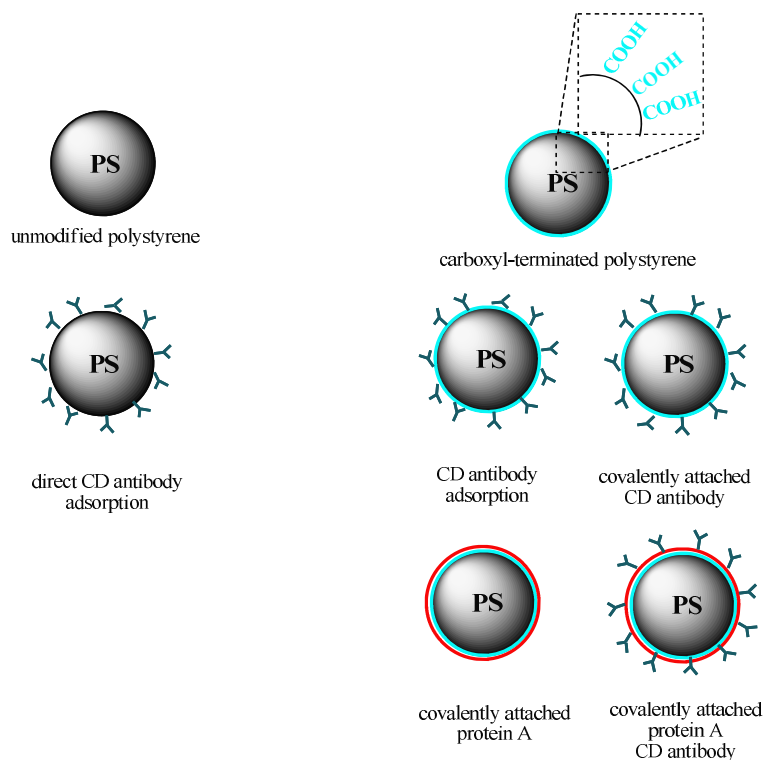 COOH
COOH
COOH
PS
unmodified polystyrene
PS
carboxyl-terminated polystyrene
PS
direct CD antibody
adsorption
PS
CD antibody
adsorption
PS
covalently attached
CD antibody
PS
covalently attached
protein A
PS
covalently attached
protein A
CD antibody